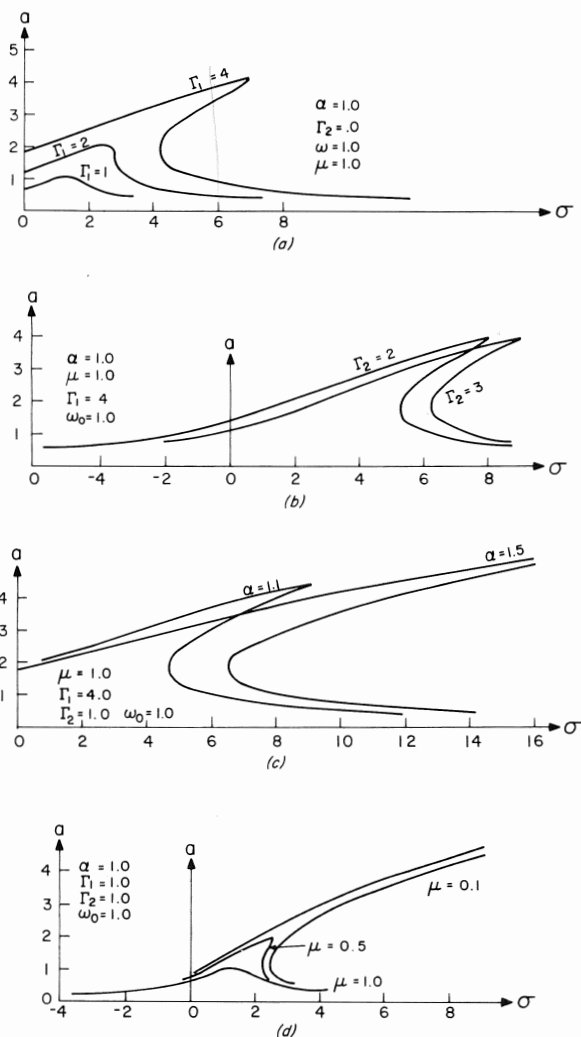 a
5
4
3
2
1
Γ₁ = 4
Γ₁ = 2
Γ₁ = 1
α = 1.0
Γ₂ = .0
ω = 1.0
μ = 1.0
0 2 4 6 8 σ
(a)
a
a
4
3
2
1
α = 1.0
μ = 1.0
Γ₁ = 4
ω₀ = 1.0
Γ₂ = 2
Γ₂ = 3
0 -4 -2 0 2 4 6 8 σ
(b)
a
4
3
2
1
α = 1.1
α = 1.5
μ = 1.0
Γ₁ = 4.0
Γ₂ = 1.0 ω₀ = 1.0
0 2 4 6 8 10 12 14 16 σ
(c)
a
a
4
3
2
1
0
α = 1.0
Γ₁ = 1.0
Γ₂ = 1.0
ω₀ = 1.0
μ = 0.1
μ = 0.5
μ = 1.0
-4 -2 0 2 4 6 8 σ
(d)